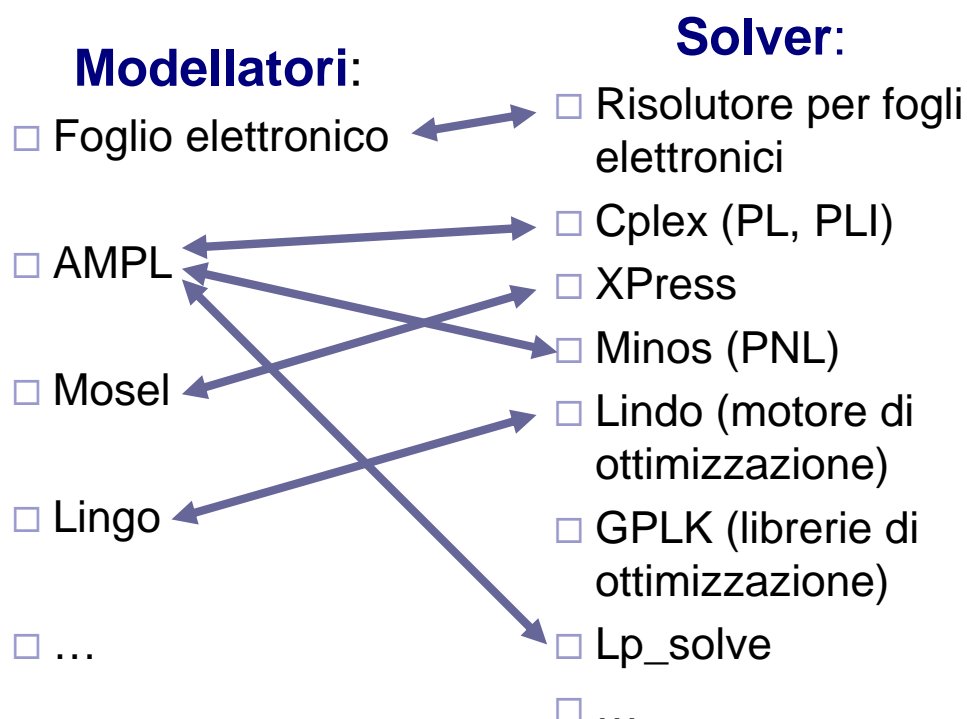 Modellatori:
Foglio elettronico
AMPL
Mosel
Lingo
…
Solver:
Risolutore per fogli
elettronici
Cplex (PL, PLI)
XPress
Minos (PNL)
Lindo (motore di
ottimizzazione)
GPLK (librerie di
ottimizzazione)
Lp_solve
…